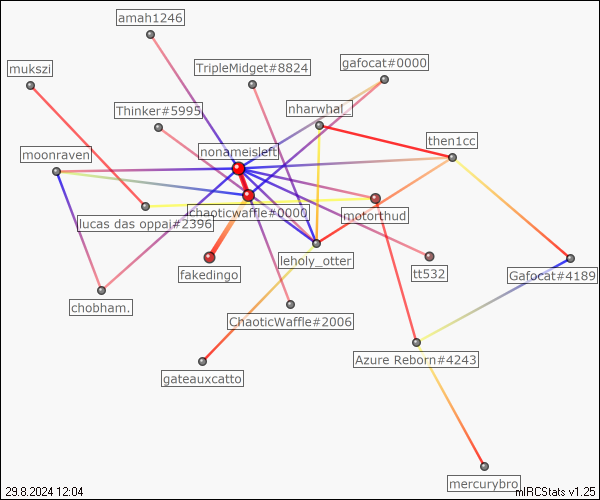 amah1246
mukszi
TripleMidget#8824
gafocat#0000
Thinker#5995
nharwhal_
then1cc
nonameisleft
moonraven
chaoticwaffle#0000
motorthud
lucas das oppai#2396
leholy_otter
fakedingo
tt532
Gafocat#4189
chobham.
ChaoticWaffle#2006
Azure Reborn#4243
gateauxcatto
mercurybro
29.8.2024 12:04
mIRCStats v1.25